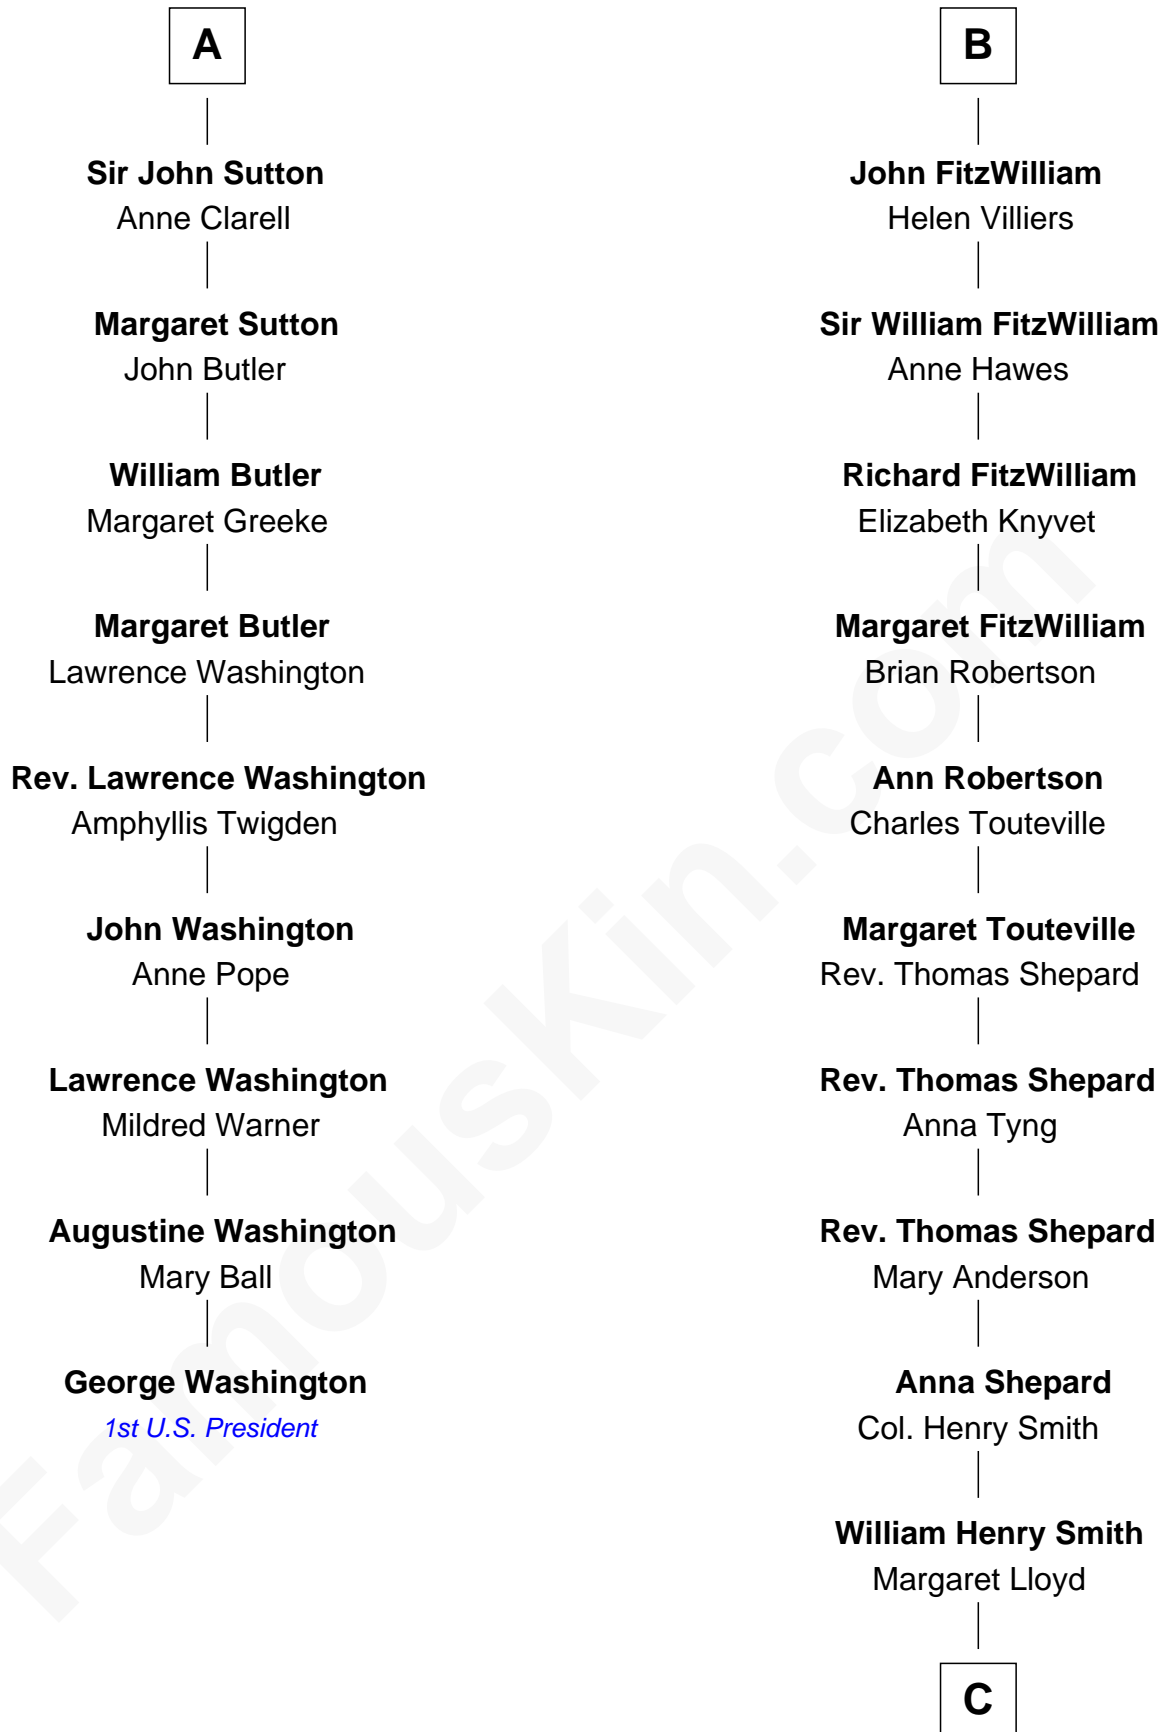 A
Sir John Sutton
Anne Clarell
Margaret Sutton
John Butler
William Butler
Margaret Greeke
Margaret Butler
Lawrence Washington
Rev. Lawrence Washington
Amphyllis Twigden
John Washington
Anne Pope
Lawrence Washington
Mildred Warner
Augustine Washington
Mary Ball
George Washington
1st U.S. President
B
John FitzWilliam
Helen Villiers
Sir William FitzWilliam
Anne Hawes
Richard FitzWilliam
Elizabeth Knyvet
Margaret FitzWilliam
Brian Robertson
Ann Robertson
Charles Touteville
Margaret Touteville
Rev. Thomas Shepard
Rev. Thomas Shepard
Anna Tyng
Rev. Thomas Shepard
Mary Anderson
Anna Shepard
Col. Henry Smith
William Henry Smith
Margaret Lloyd
C
FamousKin.com